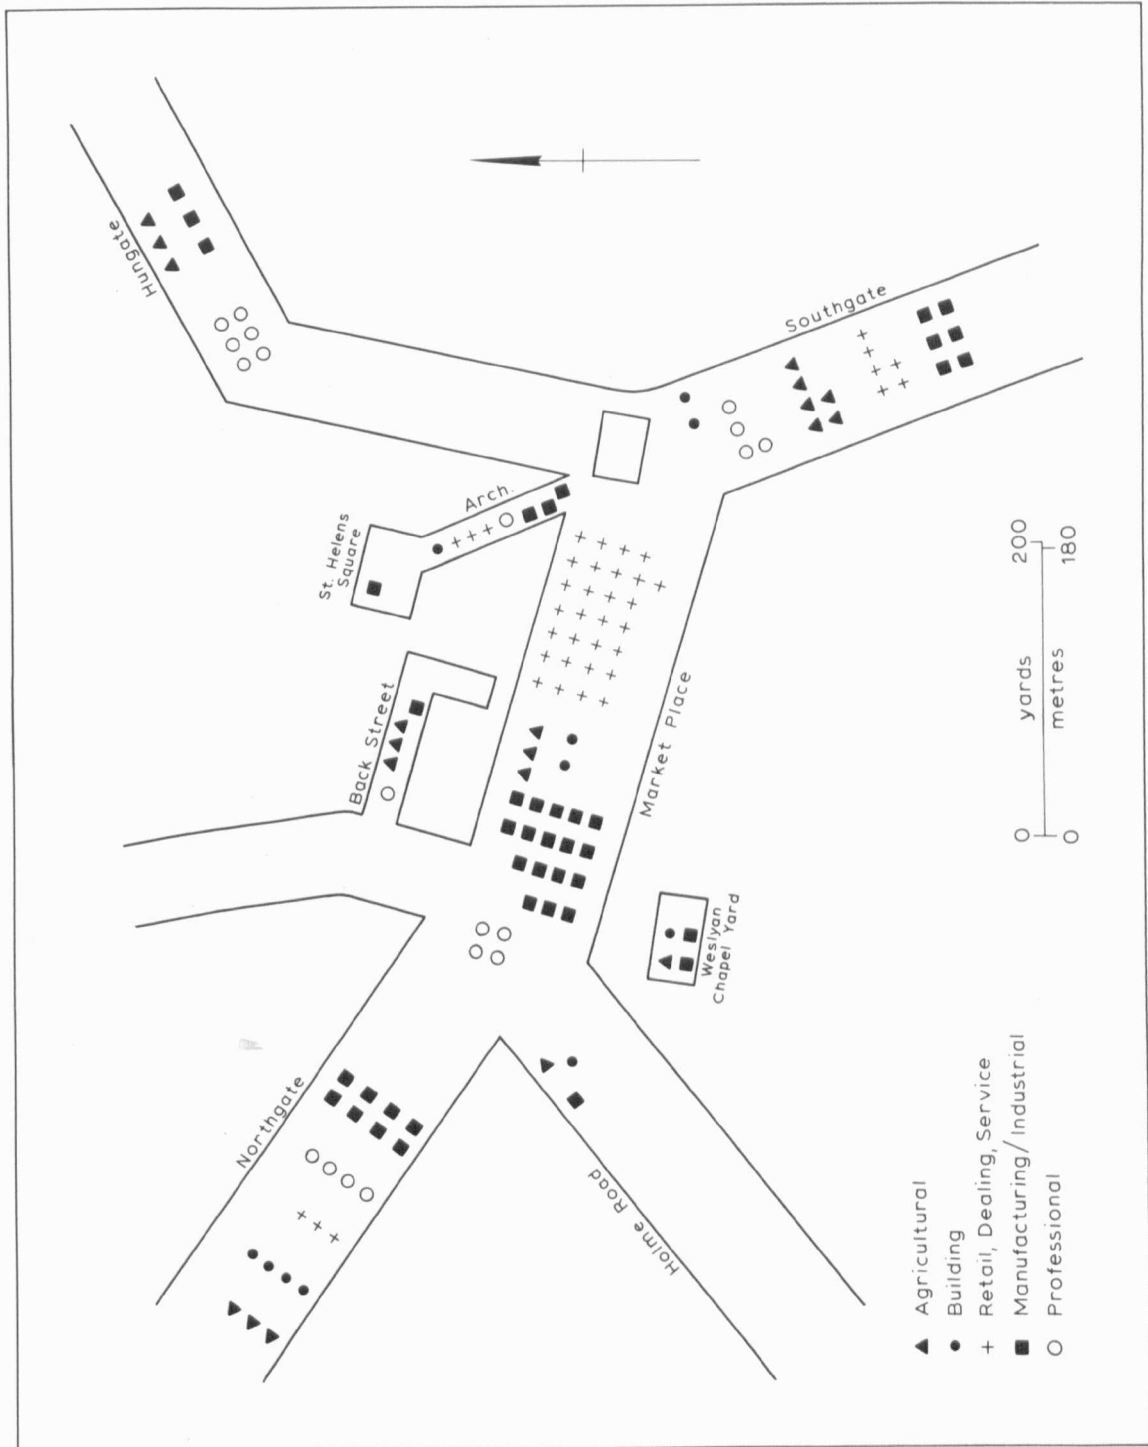 Hungate
Southgate
Arch.
St. Helens
Square
Back Street
Market Place
Weslyan
Chapel Yard
Northgate
Holme Road
yards
0 200
metres
0 180
Agricultural
Building
Retail, Dealing, Service
Manufacturing/Industrial
Professional